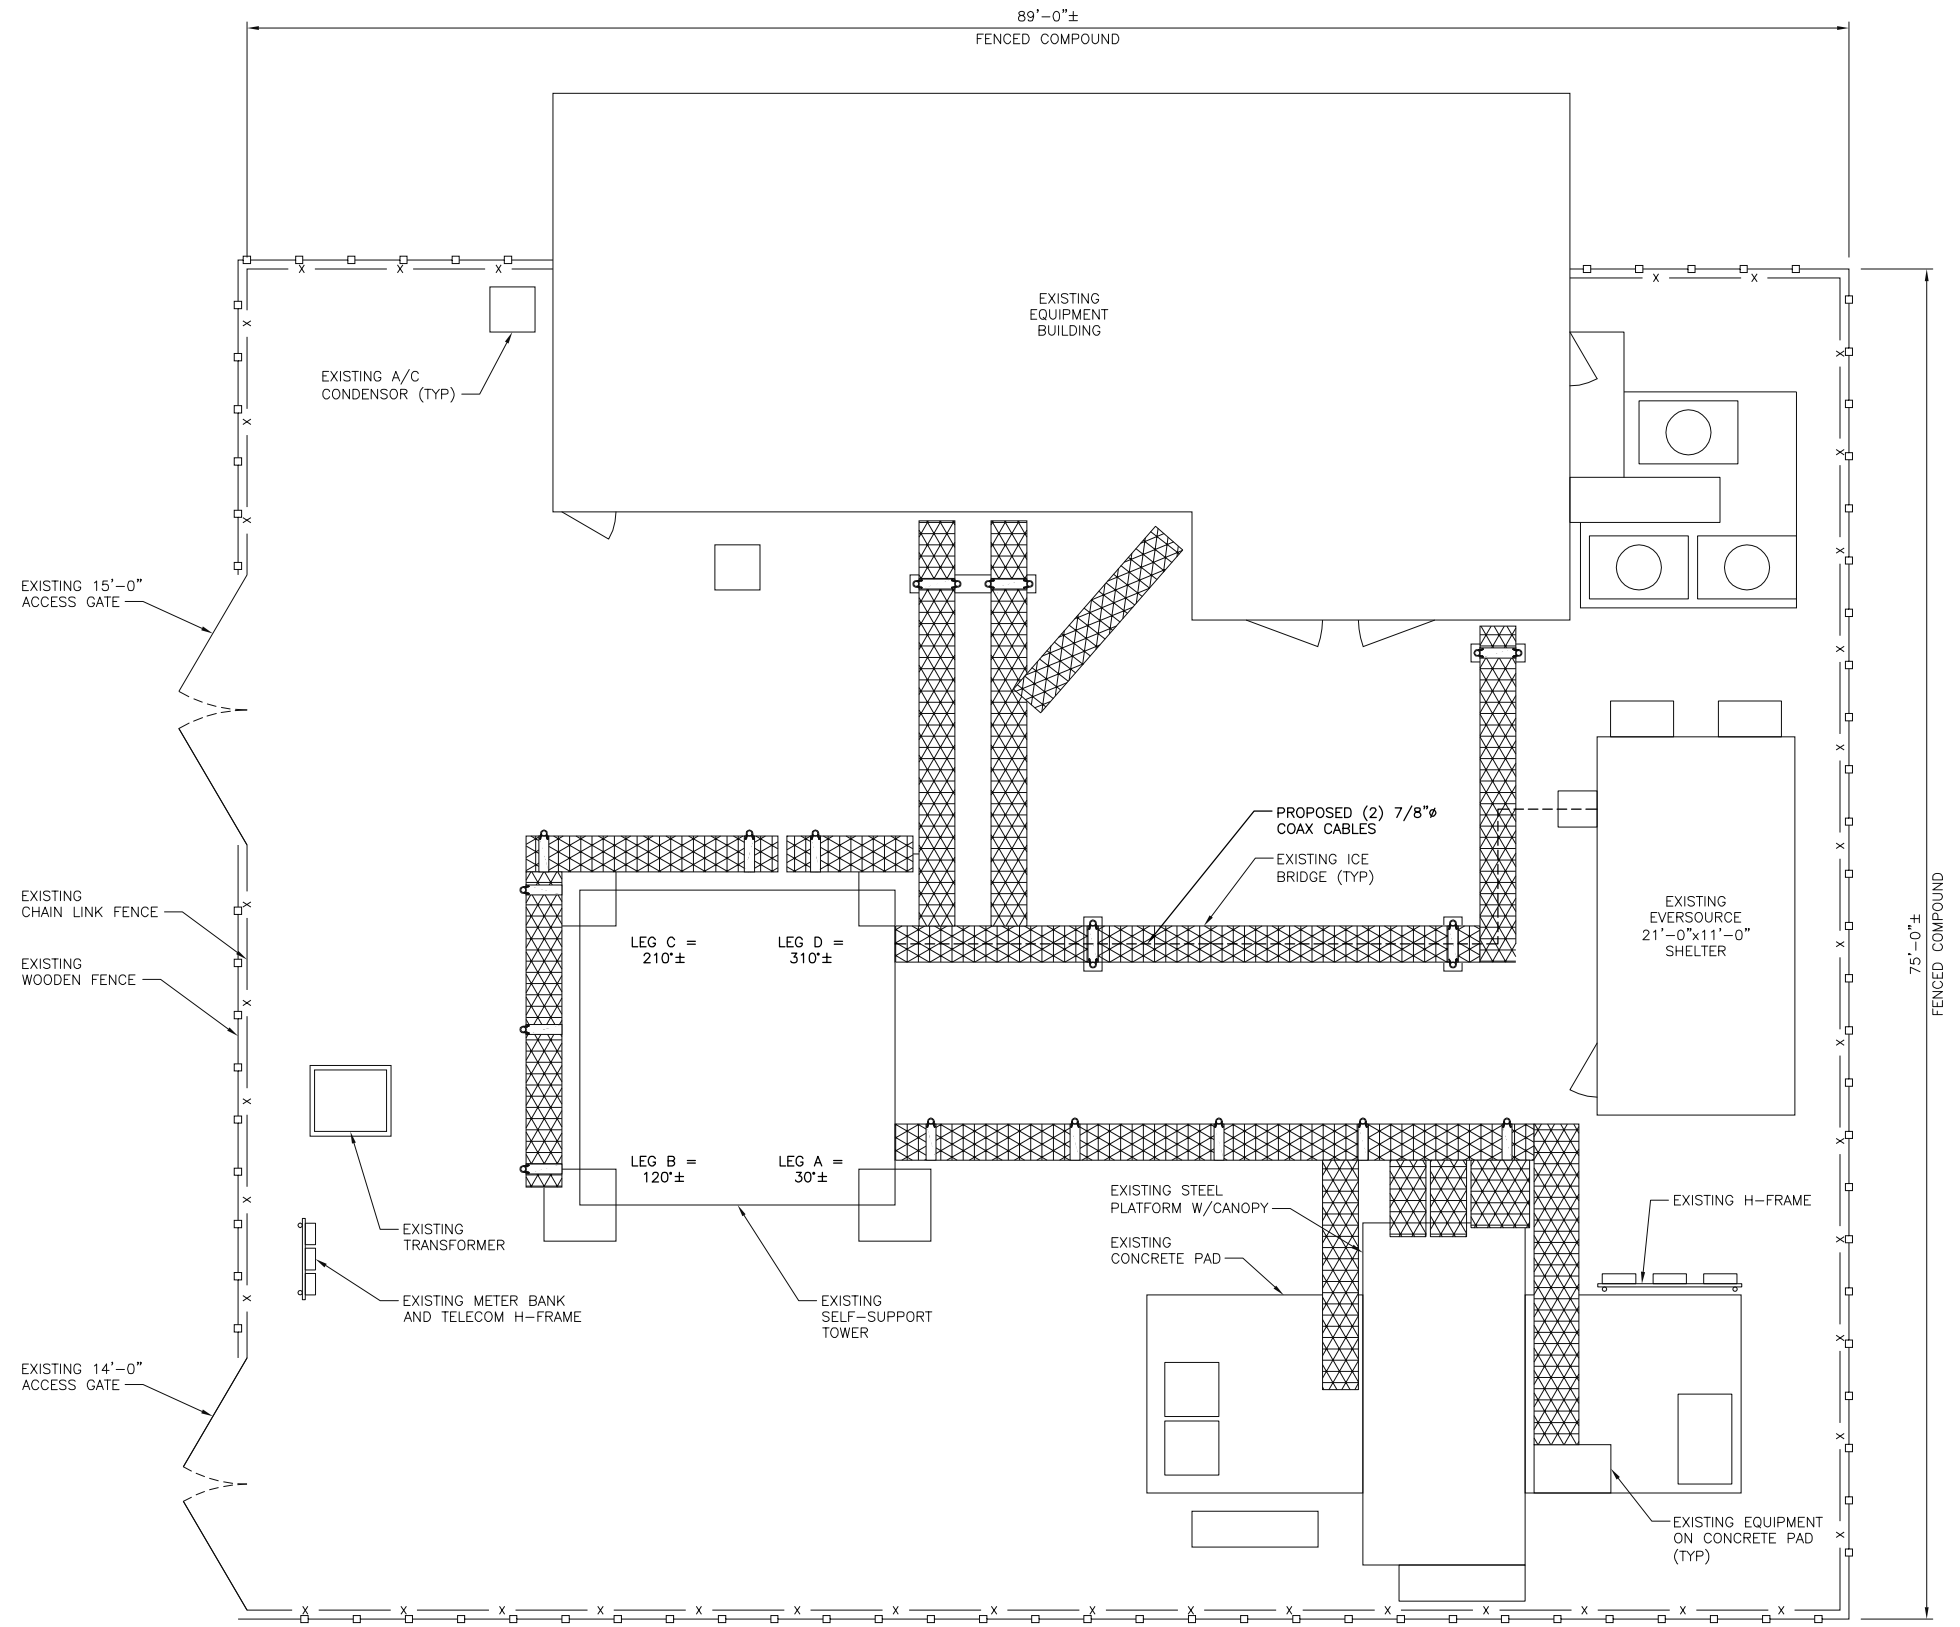 89'-0"±
FENCED COMPOUND
EXISTING
EQUIPMENT
BUILDING
EXISTING A/C
CONDENSOR (TYP)
EXISTING 15'-0"
ACCESS GATE
PROPOSED (2) 7/8"ø
COAX CABLES
EXISTING ICE
BRIDGE (TYP)
EXISTING
CHAIN LINK FENCE
EXISTING
WOODEN FENCE
EXISTING
EVERSOURCE
21'-0"x11'-0"
SHELTER
75'-0"±
FENCED COMPOUND
LEG C =
210°±
LEG D =
310°±
LEG B =
120°±
LEG A =
30°±
EXISTING STEEL
PLATFORM W/CANOPY
EXISTING H-FRAME
EXISTING
TRANSFORMER
EXISTING
CONCRETE PAD
EXISTING METER BANK
AND TELECOM H-FRAME
EXISTING
SELF-SUPPORT
TOWER
EXISTING 14'-0"
ACCESS GATE
EXISTING EQUIPMENT
ON CONCRETE PAD
(TYP)